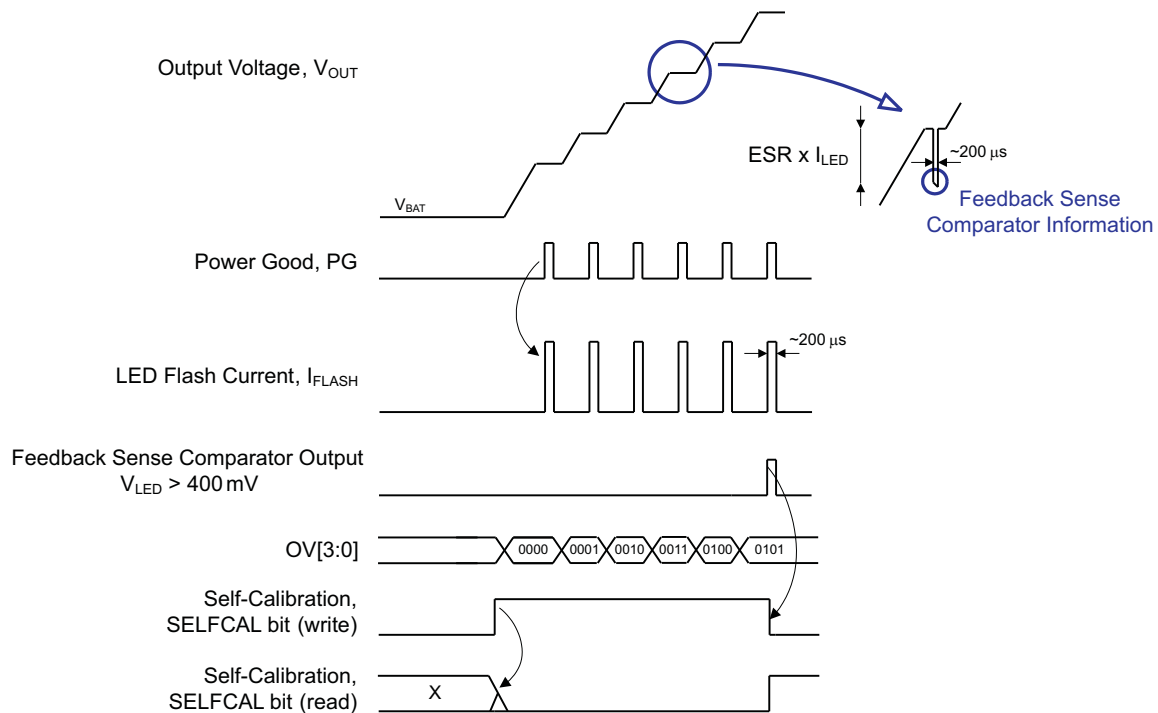 Output Voltage, VOUT
ESR x ILED
~200 μs
Feedback Sense
Comparator Information
VBAT
Power Good, PG
~200 μs
LED Flash Current, IFLASH
Feedback Sense Comparator Output
VLED > 400 mV
OV[3:0]
0000 0001 0010 0011 0100 0101
Self-Calibration,
SELFCAL bit (write)
Self-Calibration,
SELFCAL bit (read)
X